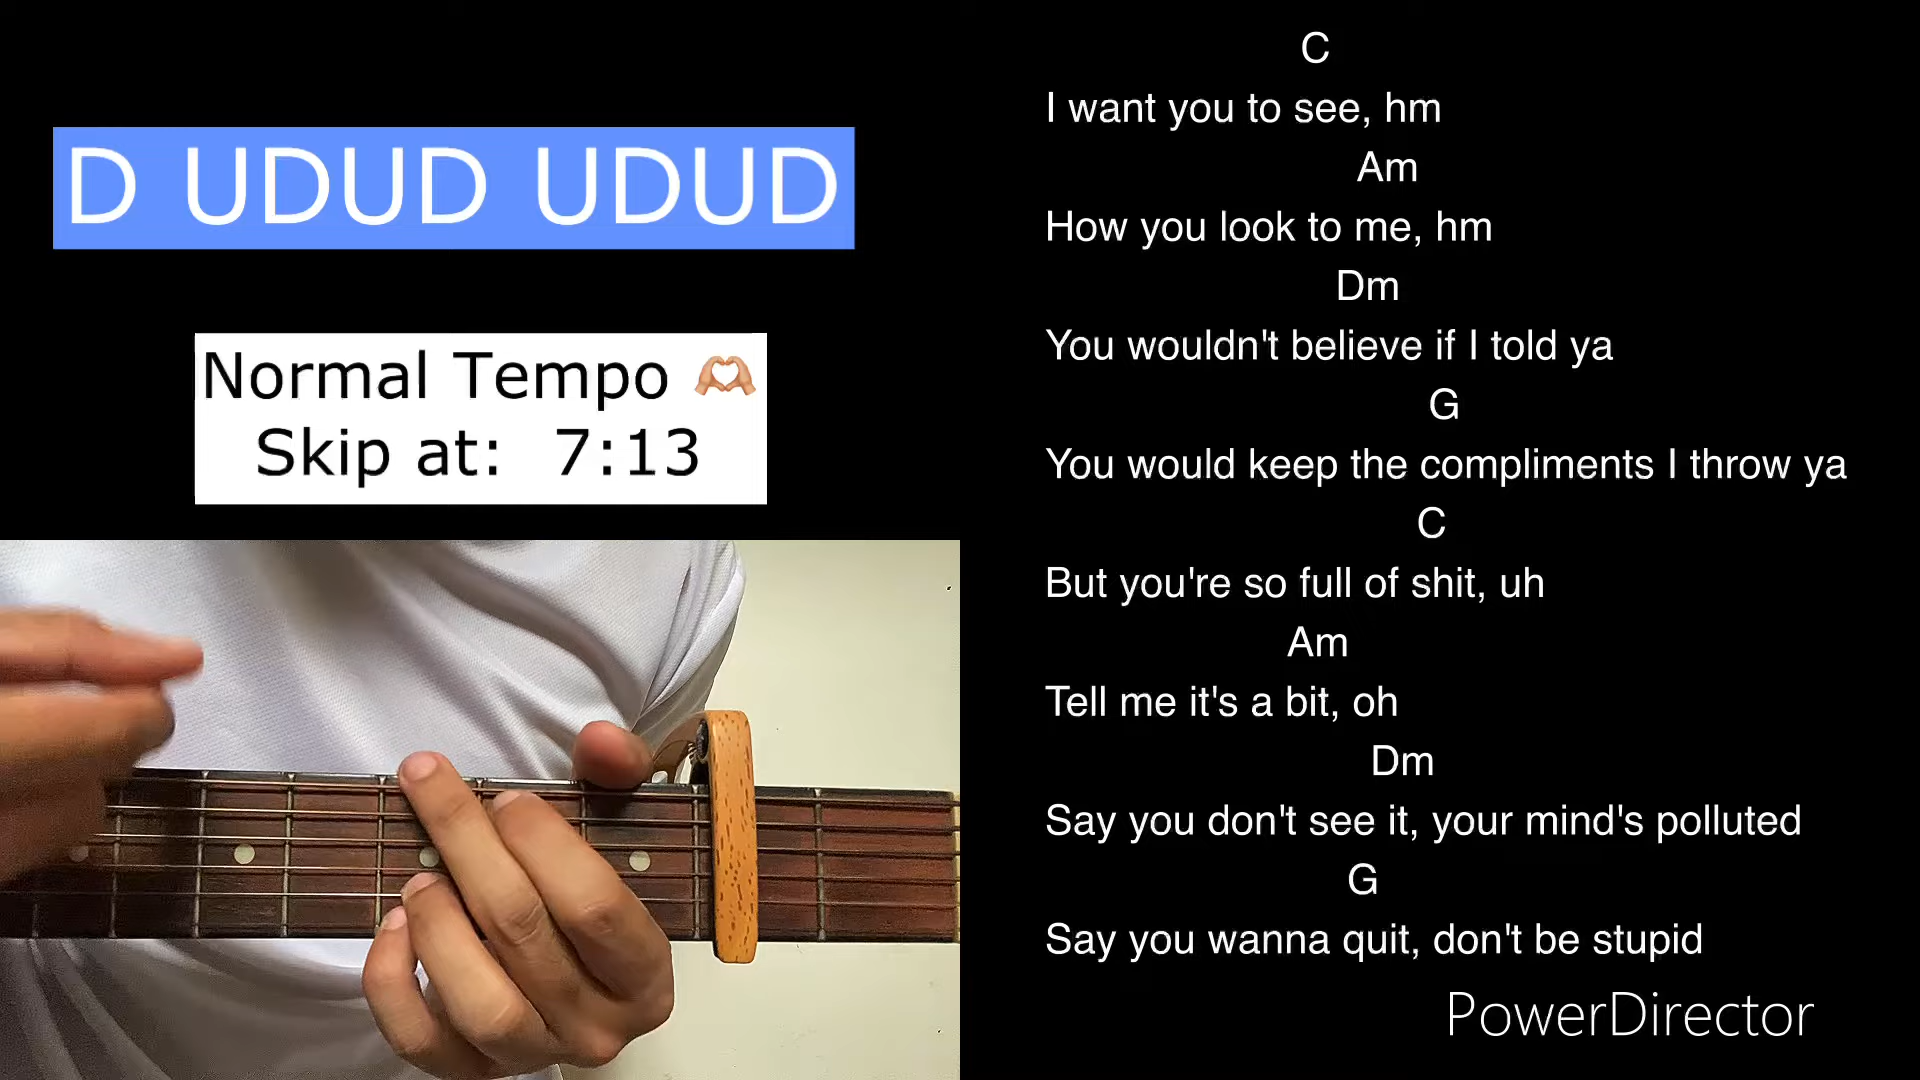 D UDUD UDUD
Normal Tempo 🫶🏼
Skip at: 7:13
C
I want you to see, hm
Am
How you look to me, hm
Dm
You wouldn't believe if I told ya
G
You would keep the compliments I throw ya
C
But you're so full of shit, uh
Am
Tell me it's a bit, oh
Dm
Say you don't see it, your mind's polluted
G
Say you wanna quit, don't be stupid
PowerDirector